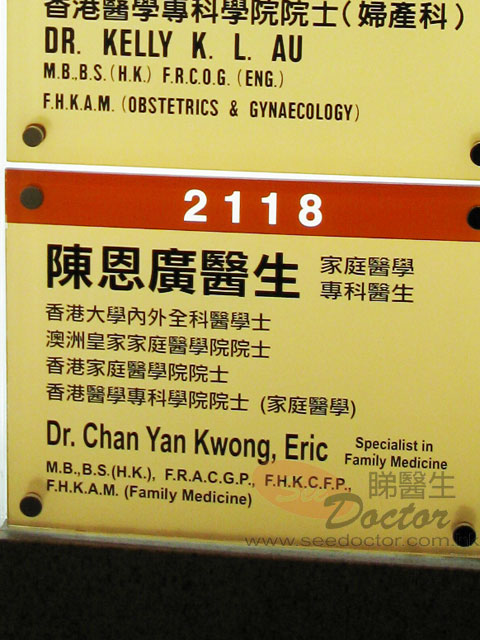 香港醫學專科學院院士(婦產科)
DR. KELLY K. L. AU
M.B.,B.S.(H.K.) F.R.C.O.G. (ENG.)
F.H.K.A.M. (OBSTETRICS & GYNAECOLOGY)
2118
陳恩廣醫生 家庭醫學
專科醫生
香港大學內外全科醫學士
澳洲皇家家庭醫學院院士
香港家庭醫學院院士
香港醫學專科學院院士 (家庭醫學)
Dr. Chan Yan Kwong, Eric Specialist in
Family Medicine
M.B.,B.S.(H.K.), F.R.A.C.G.P., F.H.K.C.F.P.,
F.H.K.A.M. (Family Medicine)
See 睇醫生
Doctor
www.seedoctor.com.hk